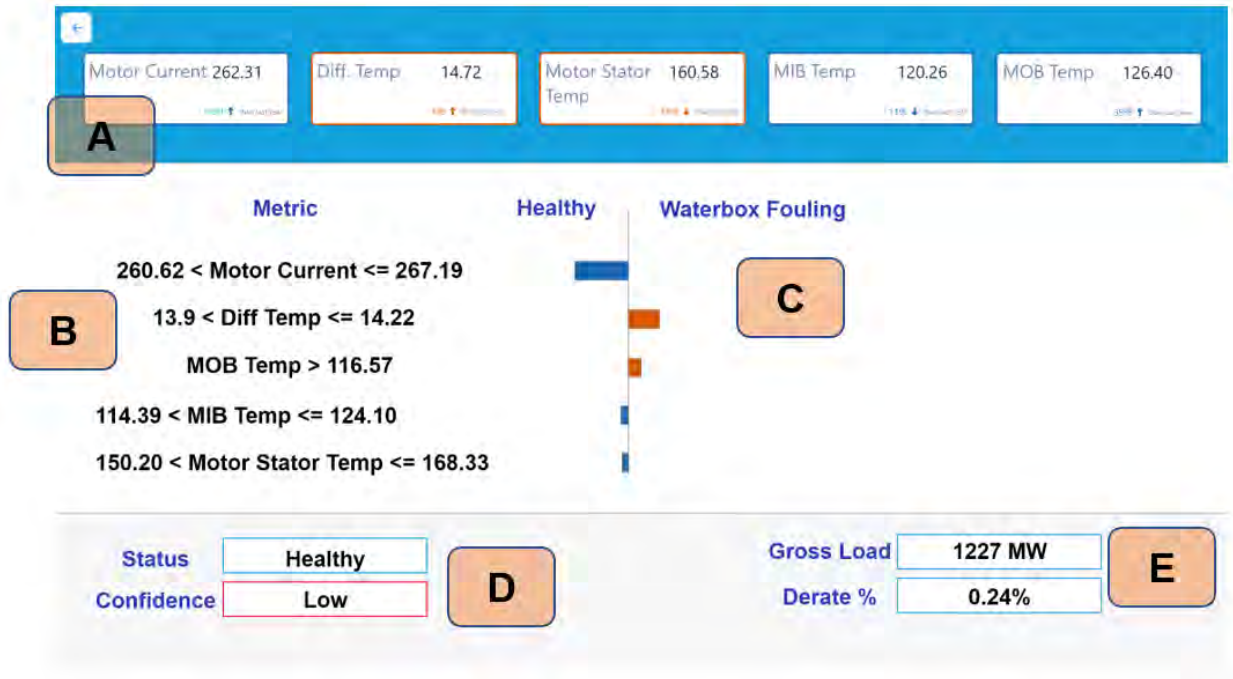 ←
Motor Current 262.31
Diff. Temp 14.72
Motor Stator Temp 160.58
MIB Temp 120.26
MOB Temp 126.40
A
Metric Healthy Waterbox Fouling
260.62 < Motor Current <= 267.19
13.9 < Diff Temp <= 14.22
MOB Temp > 116.57
114.39 < MIB Temp <= 124.10
150.20 < Motor Stator Temp <= 168.33
B
C
Status Healthy
Confidence Low
D
Gross Load 1227 MW
Derate % 0.24%
E